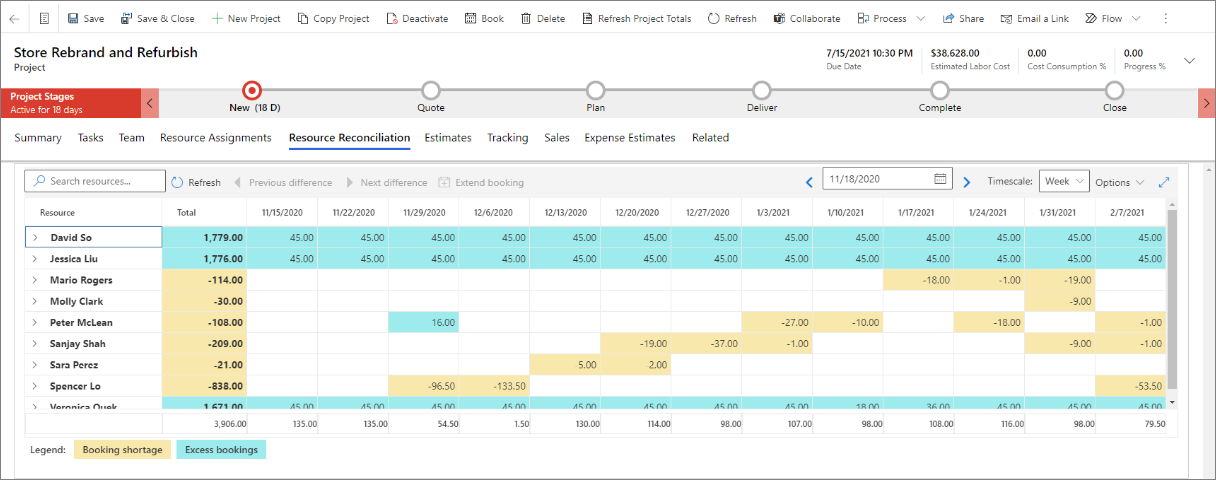 Save Save & Close New Project Copy Project Deactivate Book Delete Refresh Project Totals Refresh Collaborate Process Share Email a Link Flow
Store Rebrand and Refurbish
Project
7/15/2021 10:30 PM $38,628.00 0.00 0.00
Due Date Estimated Labor Cost Cost Consumption % Progress %
Project Stages
Active for 18 days
New (18 D) Quote Plan Deliver Complete Close
Summary Tasks Team Resource Assignments Resource Reconciliation Estimates Tracking Sales Expense Estimates Related
Search resources... Refresh Previous difference Next difference Extend booking 11/18/2020 Timescale: Week Options
Resource Total 11/15/2020 11/22/2020 11/29/2020 12/6/2020 12/13/2020 12/20/2020 12/27/2020 1/3/2021 1/10/2021 1/17/2021 1/24/2021 1/31/2021 2/7/2021
David So 1,779.00 45.00 45.00 45.00 45.00 45.00 45.00 45.00 45.00 45.00 45.00 45.00 45.00 45.00
Jessica Liu 1,776.00 45.00 45.00 45.00 45.00 45.00 45.00 45.00 45.00 45.00 45.00 45.00 45.00 45.00
Mario Rogers -114.00 -18.00 -1.00 -19.00
Molly Clark -30.00 -9.00
Peter McLean -108.00 16.00 -27.00 -10.00 -18.00 -1.00
Sanjay Shah -209.00 -19.00 -37.00 -1.00 -9.00 -1.00
Sara Perez -21.00 5.00 2.00
Spencer Lo -838.00 -96.50 -133.50 -53.50
Veronica Quek 1,671.00 45.00 45.00 45.00 45.00 45.00 45.00 45.00 45.00 18.00 36.00 45.00 45.00 45.00
3,906.00 135.00 135.00 54.50 1.50 130.00 114.00 98.00 107.00 98.00 108.00 116.00 98.00 79.50
Legend: Booking shortage Excess bookings